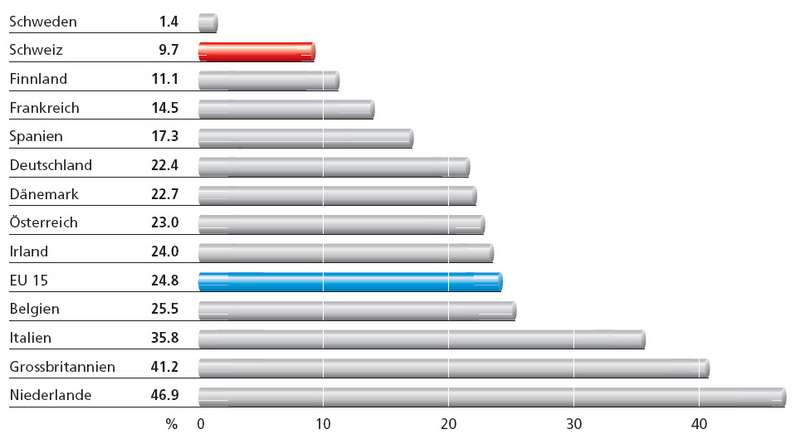 Schweden 1.4
Schweiz 9.7
Finnland 11.1
Frankreich 14.5
Spanien 17.3
Deutschland 22.4
Dänemark 22.7
Österreich 23.0
Irland 24.0
EU 15 24.8
Belgien 25.5
Italien 35.8
Grossbritannien 41.2
Niederlande 46.9
% 0 10 20 30 40